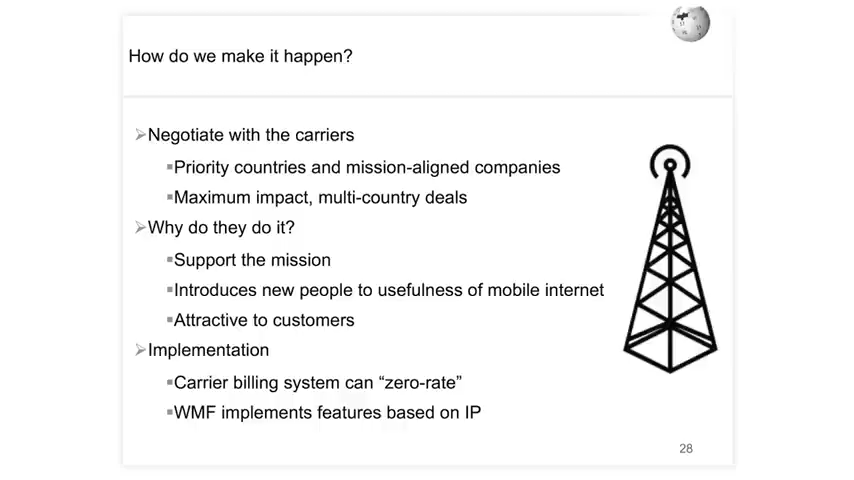 How do we make it happen?
Negotiate with the carriers
Priority countries and mission-aligned companies
Maximum impact, multi-country deals
Why do they do it?
Support the mission
Introduces new people to usefulness of mobile internet
Attractive to customers
Implementation
Carrier billing system can “zero-rate”
WMF implements features based on IP
28